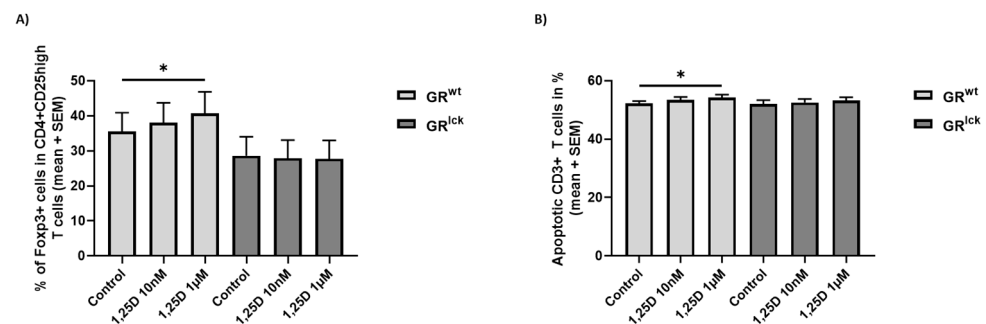 A)
% of Foxp3+ cells in CD4+CD25high
T cells (mean + SEM)
50
40
30
20
10
0
*
Control
1,25D 10nM
1,25D 1µM
Control
1,25D 10nM
1,25D 1µM
GRwt
GRlck
B)
Apoptotic CD3+ T cells in %
(mean + SEM)
60
40
20
0
*
Control
1,25D 10nM
1,25D 1µM
Control
1,25D 10nM
1,25D 1µM
GRwt
GRlck